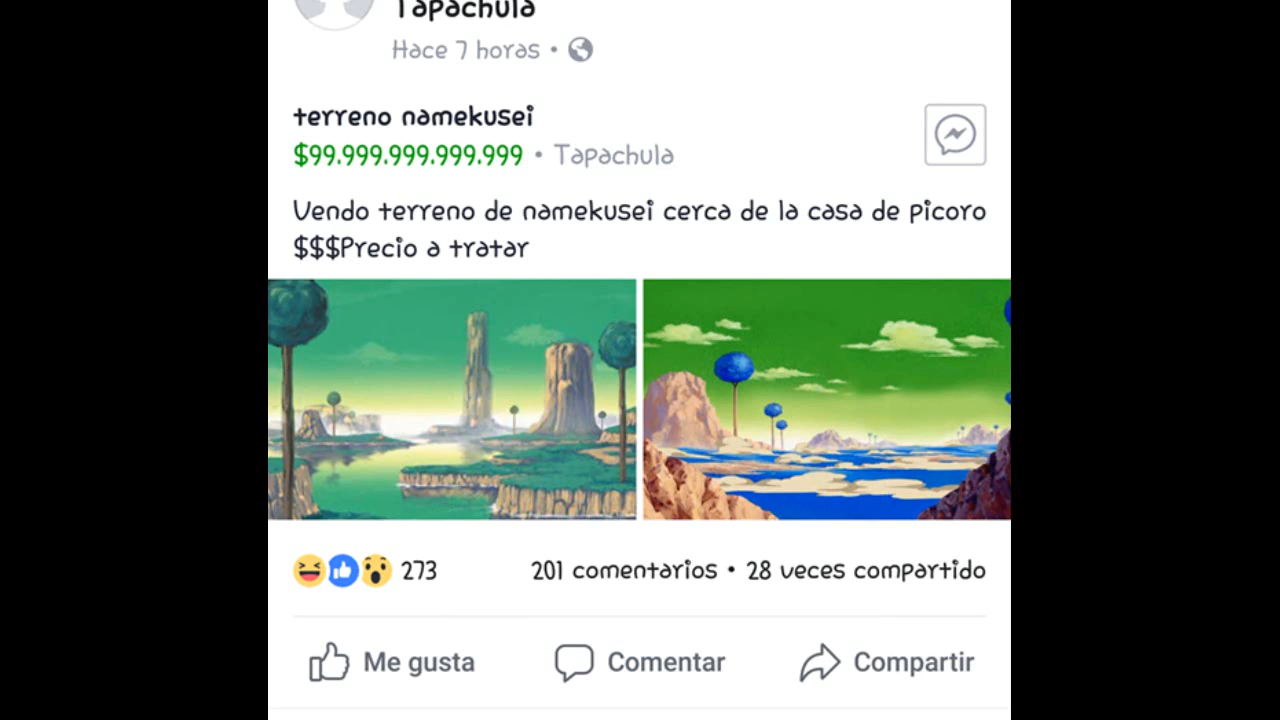 Tapachula
Hace 7 horas •
terreno namekusei
$99.999.999.999.999 • Tapachula
Vendo terreno de namekusei cerca de la casa de picoro
$$$Precio a tratar
273 201 comentarios • 28 veces compartido
Me gusta Comentar Compartir